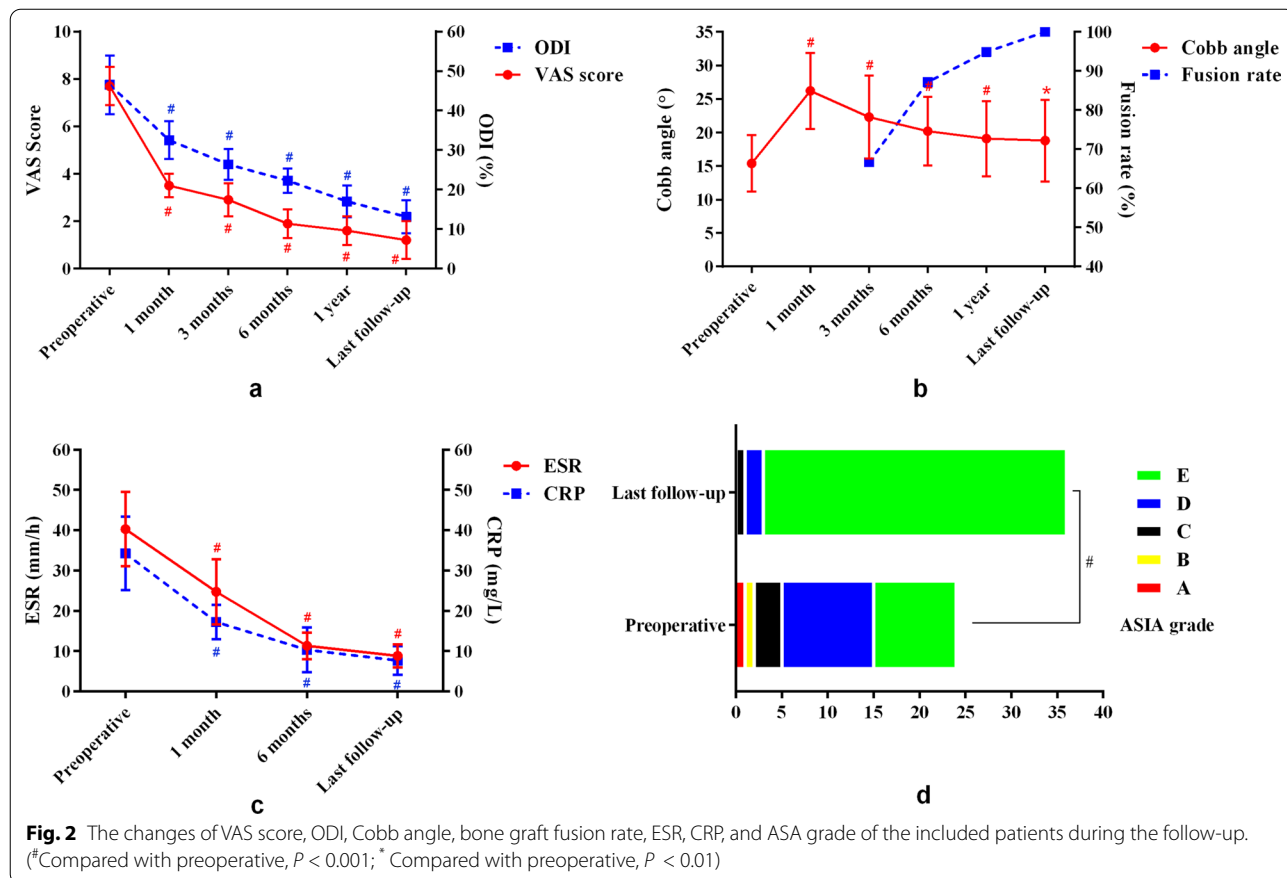 10
8
6
4
2
0
VAS Score
60
50
40
30
20
10
0
ODI (%)
ODI
VAS score
# # # # #
# # # # #
Preoperative
1 month
3 months
6 months
1 year
Last follow-up
a
35
30
25
20
15
10
5
0
Cobb angle (°)
100
90
80
70
60
50
40
Fusion rate (%)
Cobb angle
Fusion rate
# # # # *
Preoperative
1 month
3 months
6 months
1 year
Last follow-up
b
60
50
40
30
20
10
0
ESR (mm/h)
60
50
40
30
20
10
0
CRP (mg/L)
ESR
CRP
# # #
# # #
Preoperative
1 month
6 months
Last follow-up
c
Last follow-up
Preoperative
0 5 10 15 20 25 30 35 40
#
E
D
C
B
A
ASIA grade
d
Fig. 2 The changes of VAS score, ODI, Cobb angle, bone graft fusion rate, ESR, CRP, and ASA grade of the included patients during the follow-up.
(#Compared with preoperative, P < 0.001; * Compared with preoperative, P < 0.01)